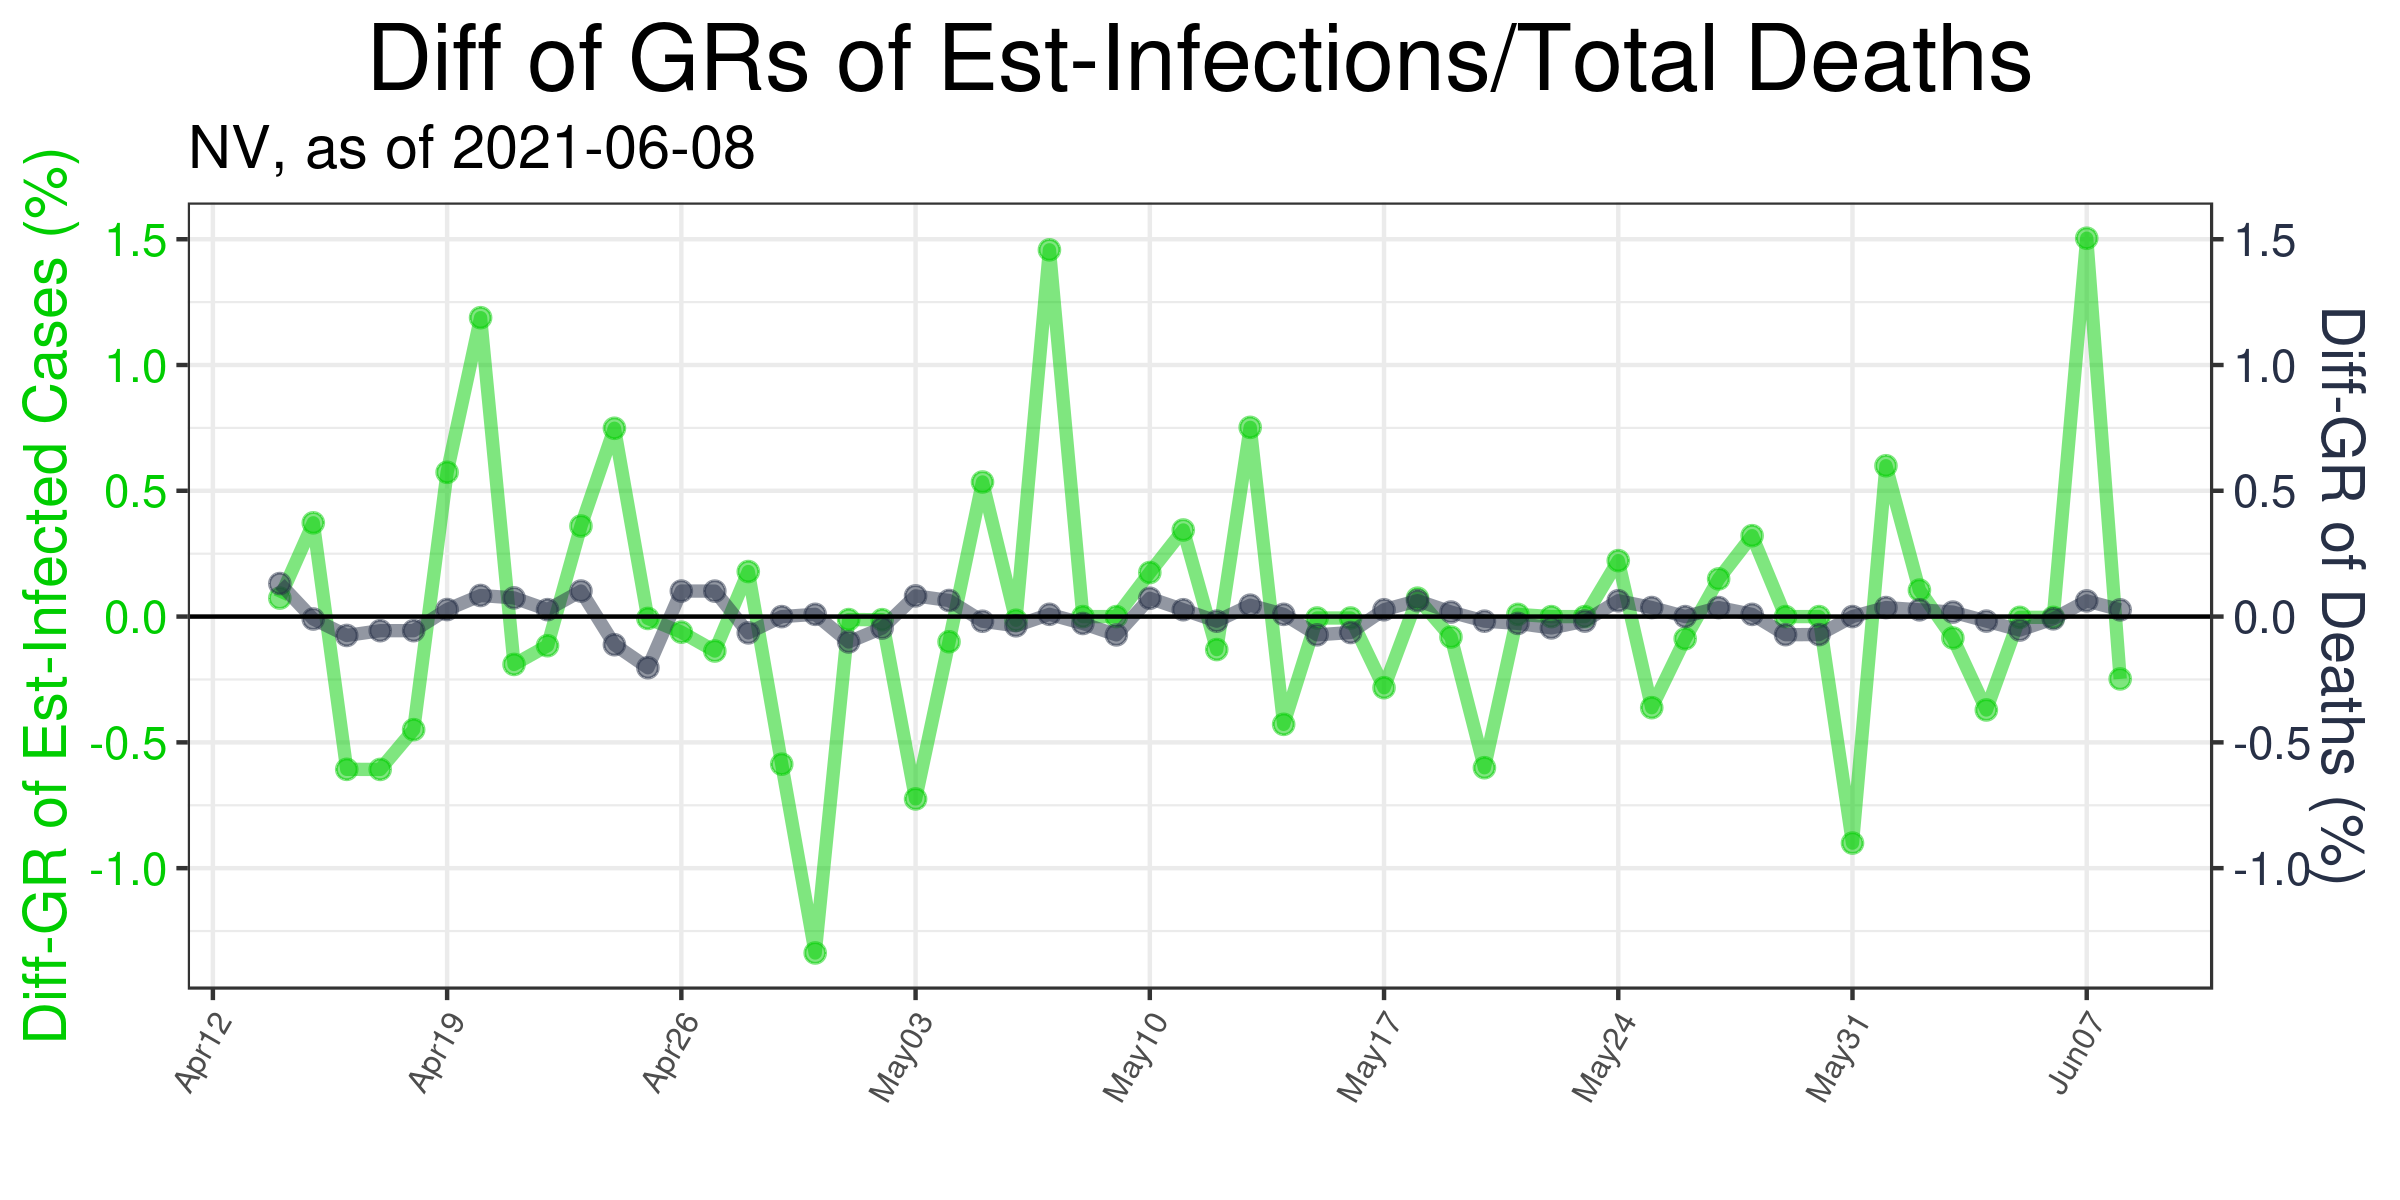 Diff of GRs of Est-Infections/Total Deaths
NV, as of 2021-06-08
Diff-GR of Est-Infected Cases (%)
1.5
1.0
0.5
0.0
-0.5
-1.0
1.5
1.0
0.5
0.0
-0.5
-1.0
Diff-GR of Deaths (%)
Apr12
Apr19
Apr26
May03
May10
May17
May24
May31
Jun07